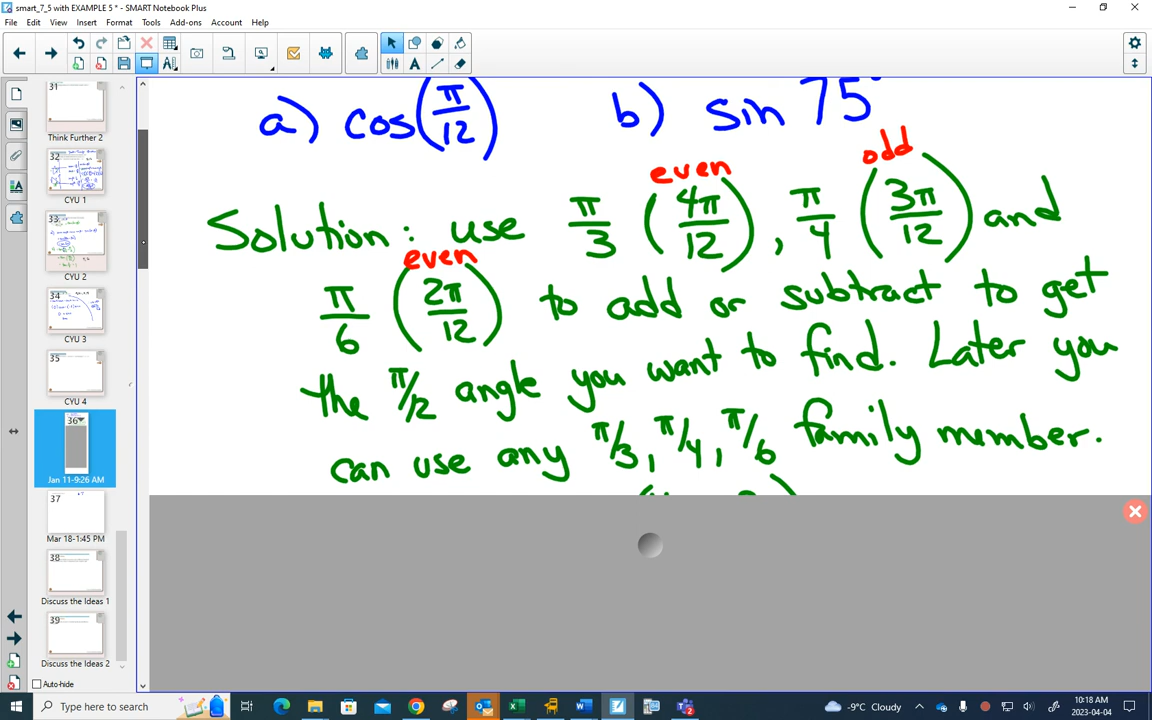 smart_7_5 with EXAMPLE 5 * - SMART Notebook Plus
File Edit View Insert Format Tools Add-ons Account Help
31
Think Further 2
32
CYU 1
33
CYU 2
34
CYU 3
35
CYU 4
36
Jan 11-9:26 AM
37
Mar 18-1:45 PM
38
Discuss the Ideas 1
39
Discuss the Ideas 2
Auto-hide
a) cos(π/12) b) sin 75°
even odd
Solution: use π/3 (4π/12), π/4 (3π/12) and
even
π/6 (2π/12) to add or subtract to get
the π/12 angle you want to find. Later you
can use any π/3, π/4, π/6 family member.
Type here to search
-9°C Cloudy
10:18 AM
2023-04-04